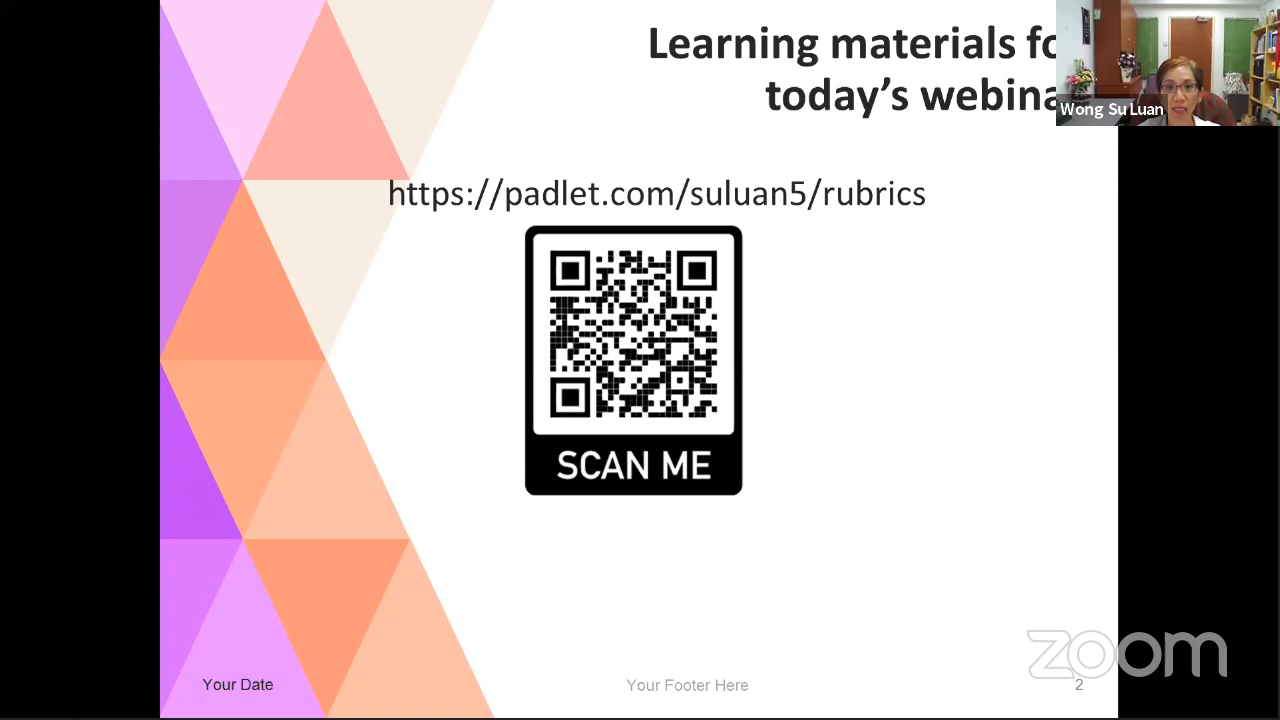 Learning materials fo
today's webina
Wong Su Luan
https://padlet.com/suluan5/rubrics
SCAN ME
zoom
Your Date
Your Footer Here
2